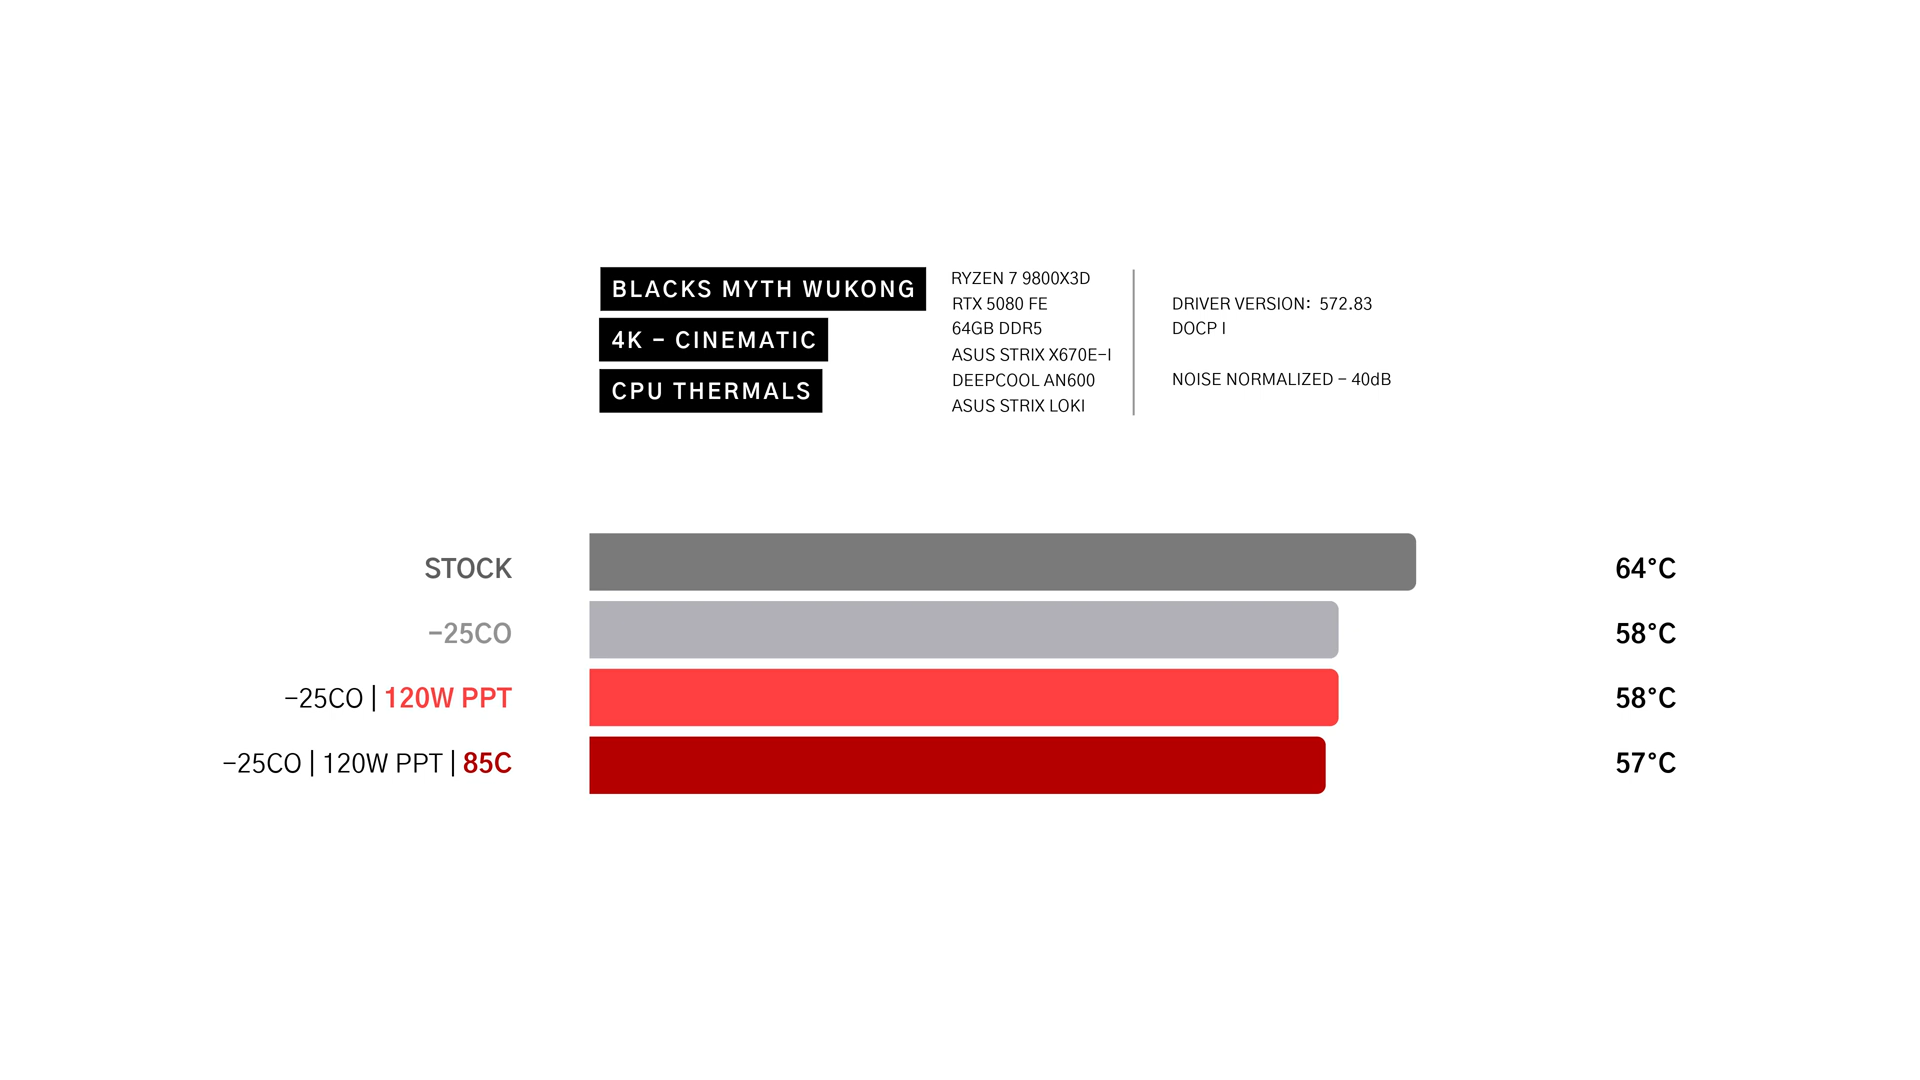 BLACKS MYTH WUKONG
4K – CINEMATIC
CPU THERMALS
RYZEN 7 9800X3D
RTX 5080 FE
64GB DDR5
ASUS STRIX X670E–I
DEEPCOOL AN600
ASUS STRIX LOKI
DRIVER VERSION: 572.83
DOCP I
NOISE NORMALIZED – 40dB
STOCK 64°C
–25CO 58°C
–25CO | 120W PPT 58°C
–25CO | 120W PPT | 85C 57°C